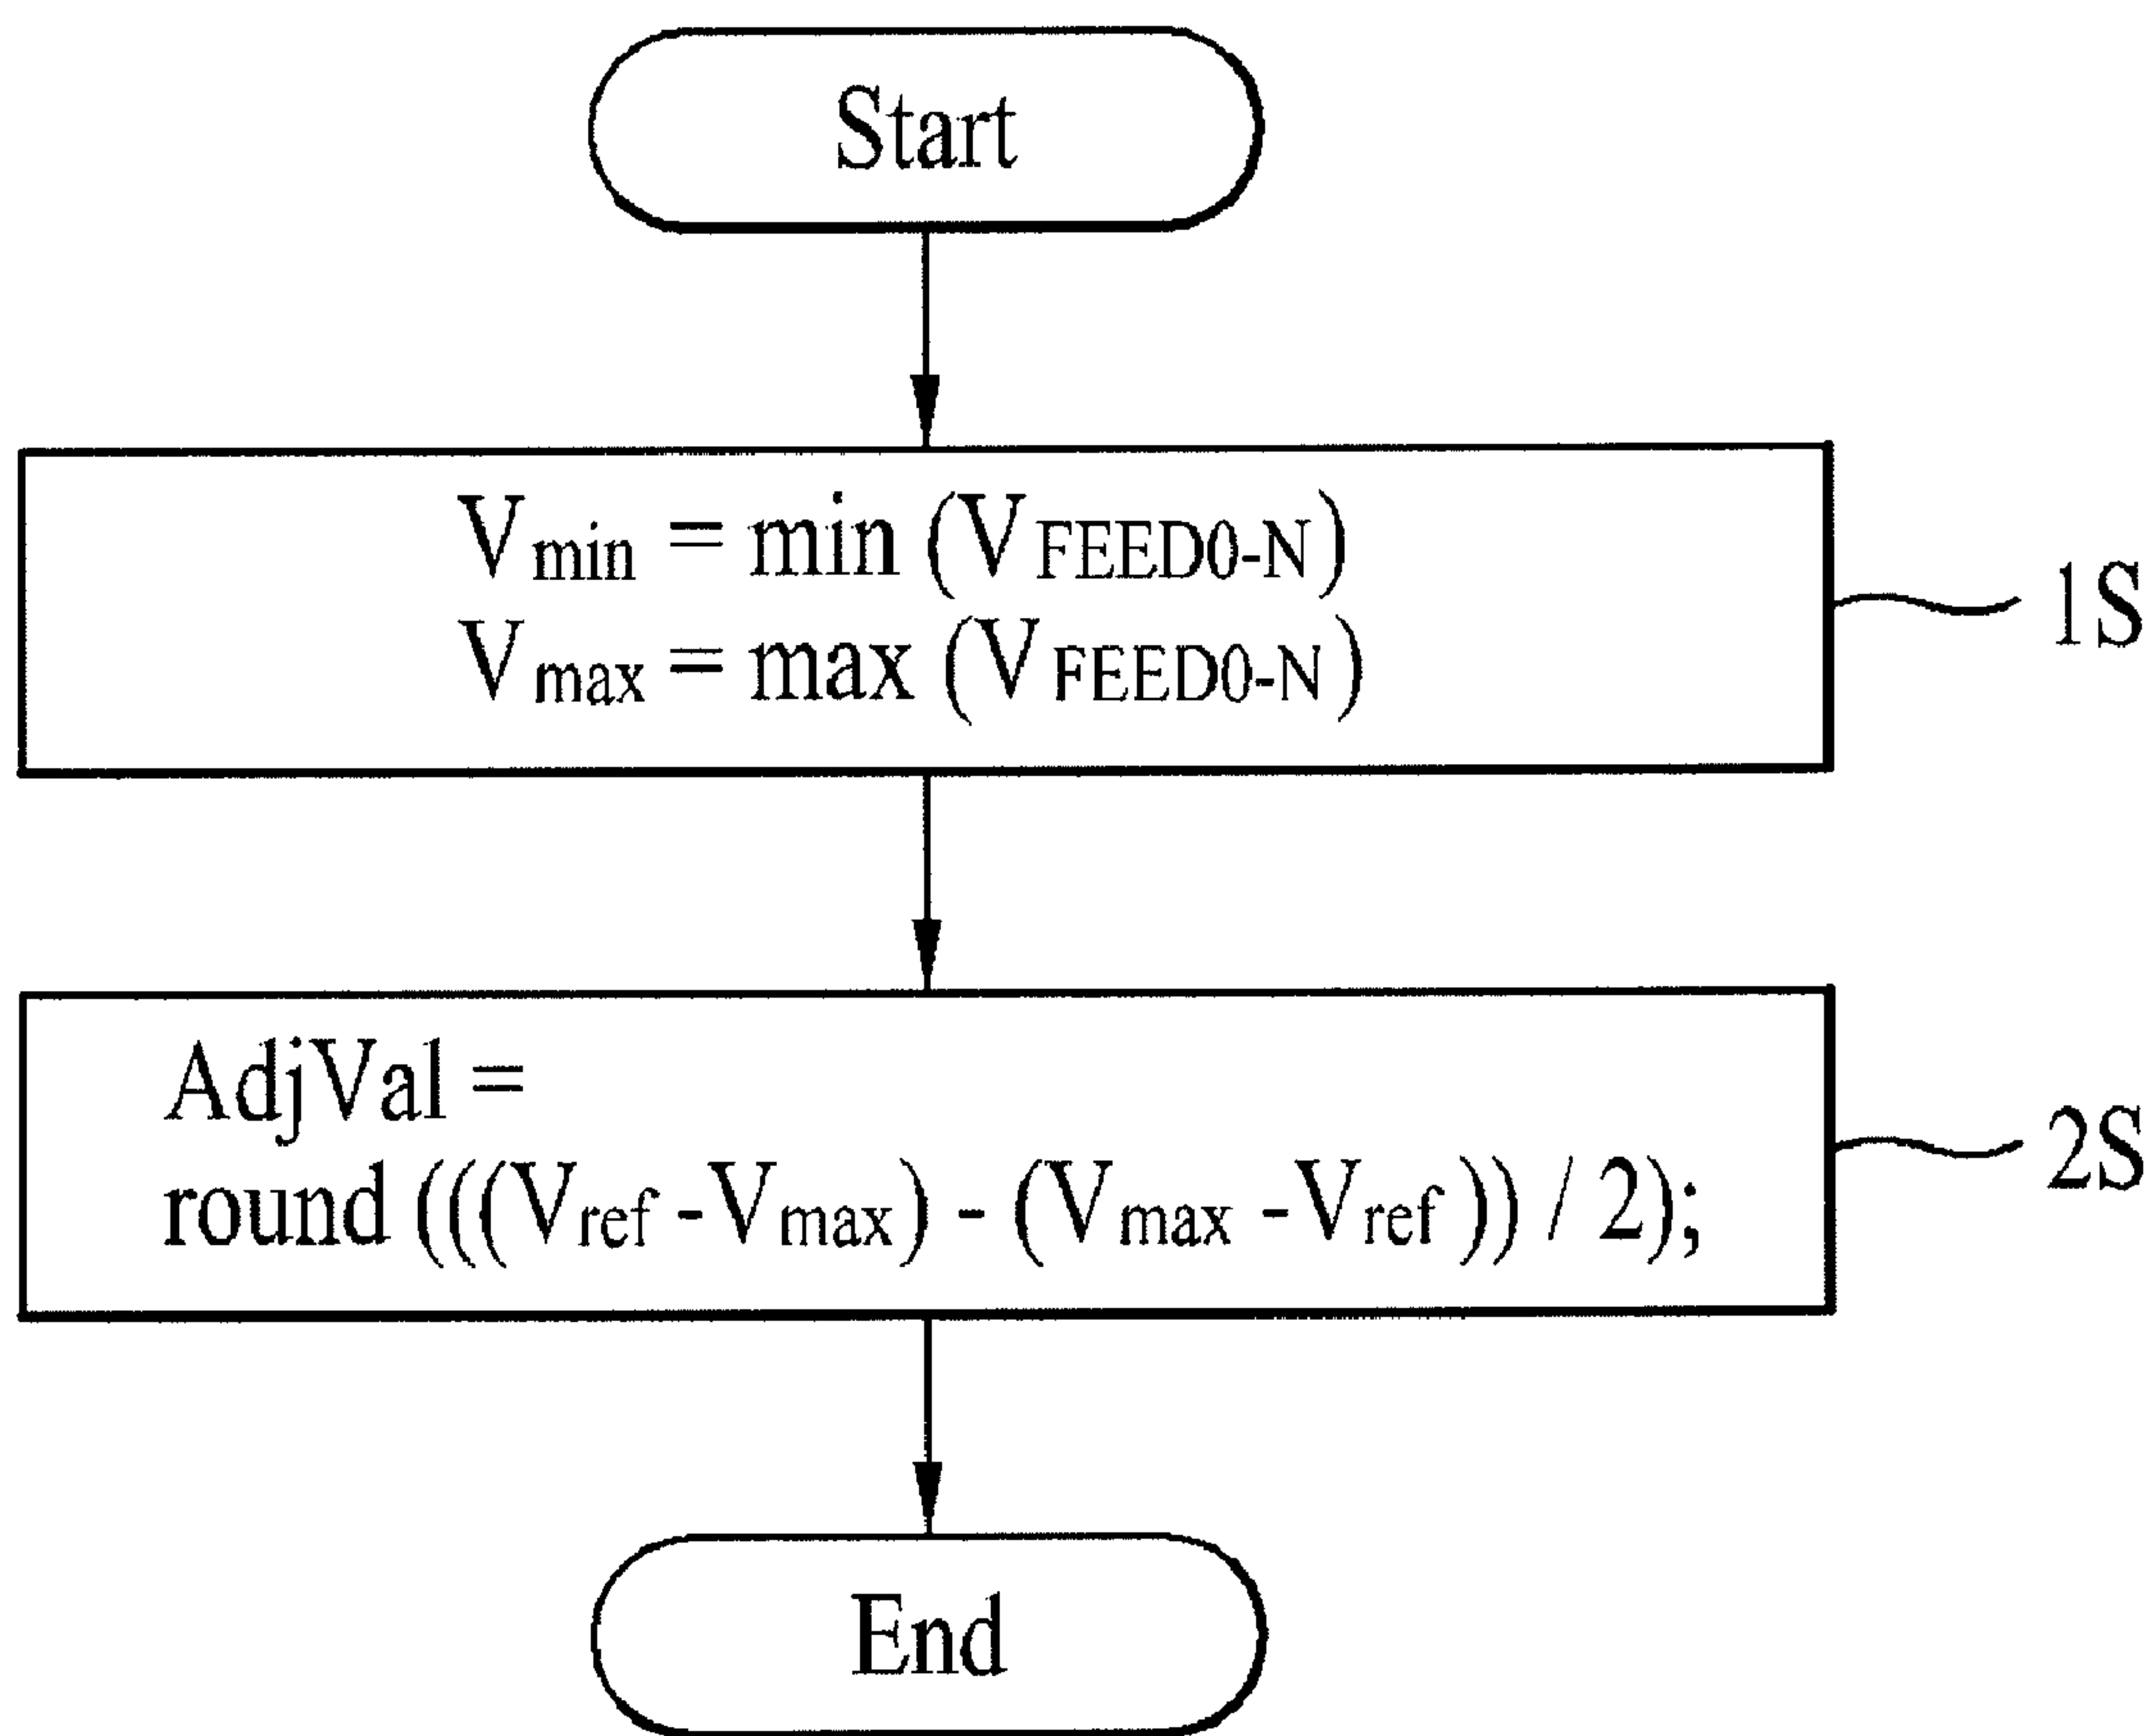 Start
Vmin = min (VFEED0-N)
Vmax = max (VFEED0-N)
1S
AdjVal =
round (((Vref - Vmax) - (Vmax - Vref)) / 2);
2S
End